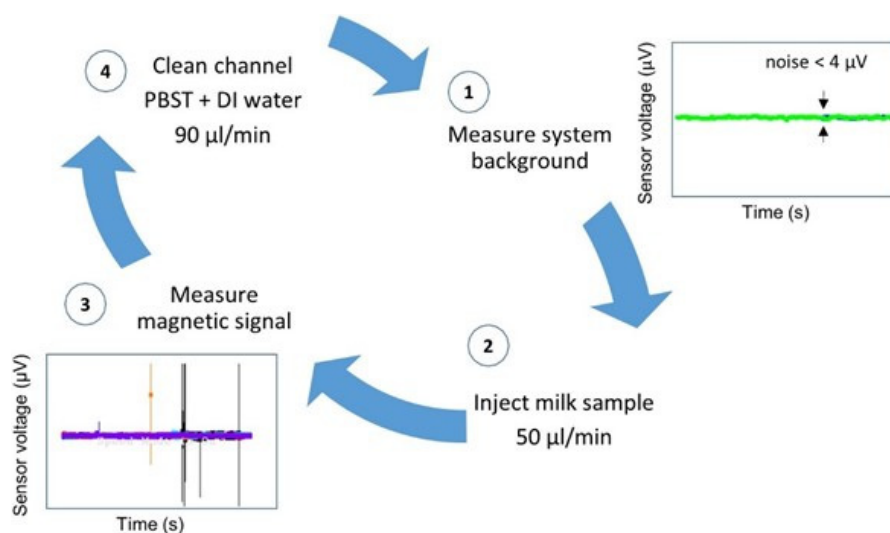 4
Clean channel
PBST + DI water
90 µl/min
1
Measure system
background
noise < 4 µV
Sensor voltage (µV)
Time (s)
3
Measure
magnetic signal
Sensor voltage (µV)
Time (s)
2
Inject milk sample
50 µl/min